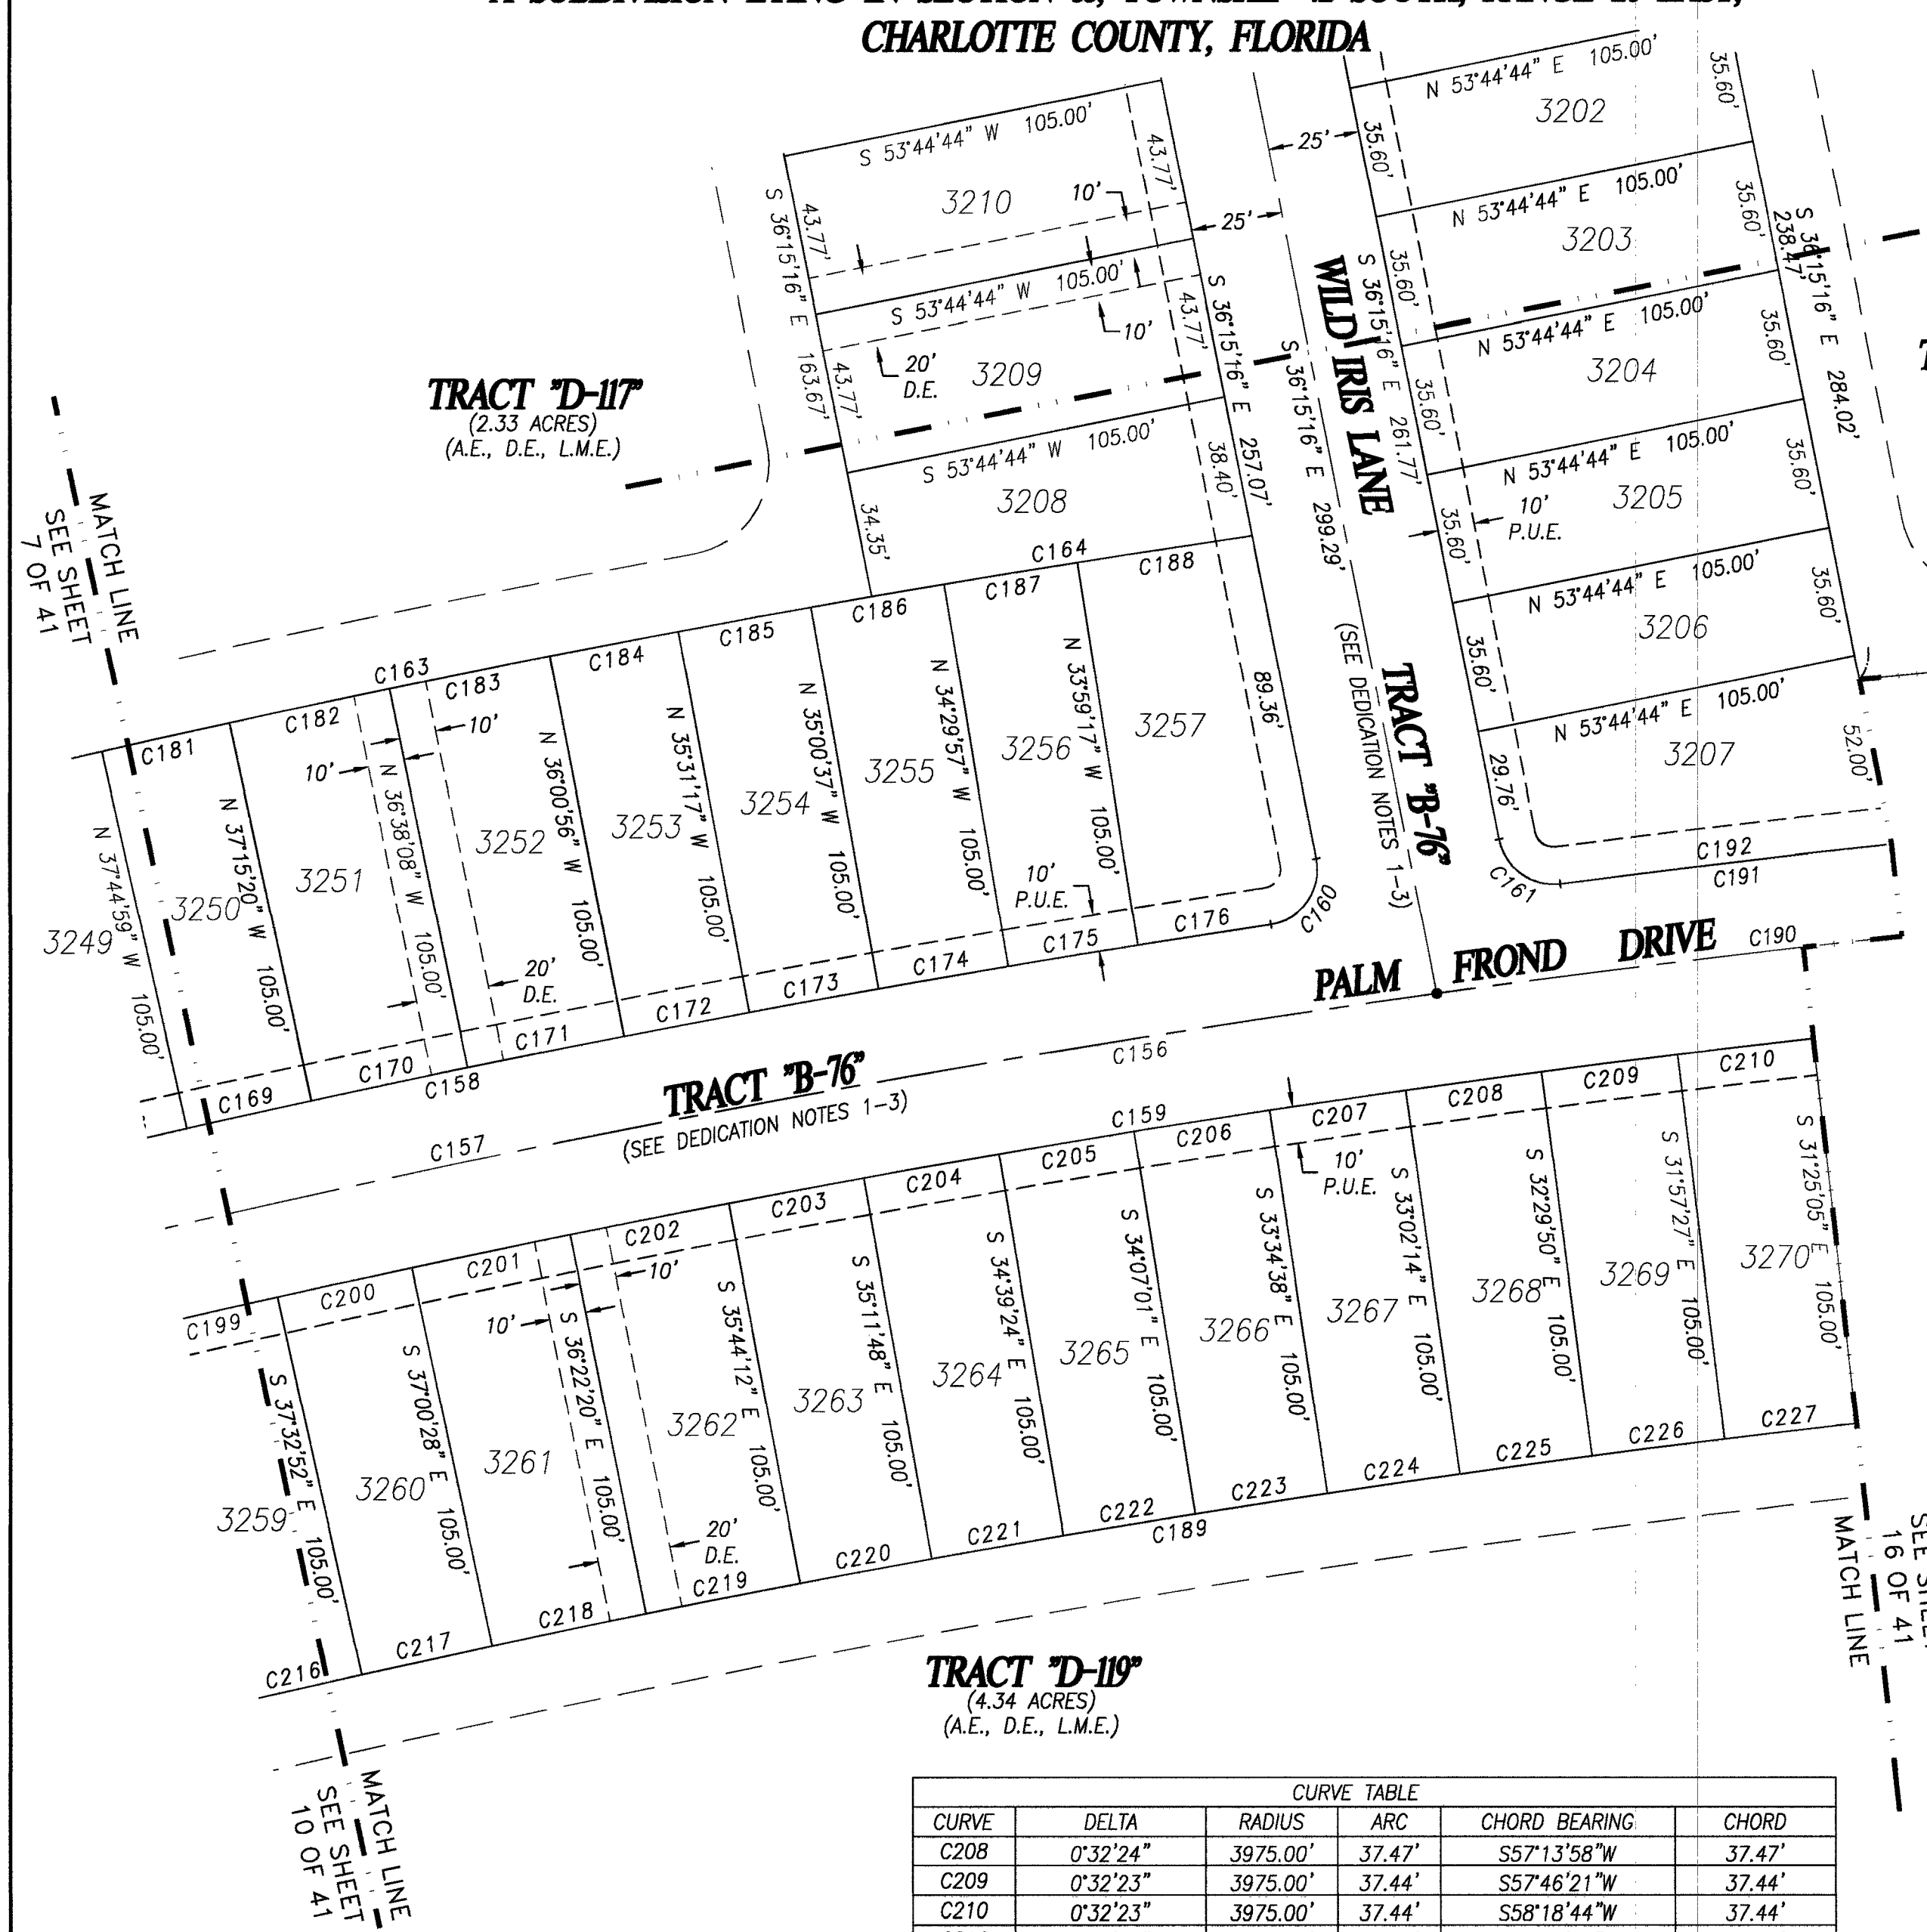 CHARLOTTE COUNTY, FLORIDA
N 53°44'44" E 105.00'
35.60'
3202
35.60'
25'
S 53°44'44" W 105.00'
43.77'
3210
10'
25'
S 36°15'16" E 163.67'
43.77'
N 53°44'44" E 105.00'
35.60'
3203
35.60'
S 36°15'16" E 284.02'
238.47'
S 53°44'44" W 105.00'
10'
43.77'
20'
D.E.
3209
43.77'
S 36°15'16" E 257.07'
S 36°15'16" E 299.29'
WILD IRIS LANE
S 36°15'16" E 261.77'
N 53°44'44" E 105.00'
35.60'
3204
35.60'
TRACT "D-117"
(2.33 ACRES)
(A.E., D.E., L.M.E.)
S 53°44'44" W 105.00'
38.40'
3208
34.35'
N 53°44'44" E 105.00'
3205
35.60'
10'
P.U.E.
35.60'
MATCH LINE
SEE SHEET
7 OF 41
C164
C188
C187
C186
C185
C184
C163
C183
C182
C181
N 53°44'44" E 105.00'
3206
35.60'
35.60'
(SEE DEDICATION NOTES 1-3)
TRACT "B-76"
N 53°44'44" E 105.00'
3207
29.76'
52.00'
C192
C191
C161
10'
10'
89.36'
3249
N 37°44'59" W 105.00'
3250
N 37°15'20" W 105.00'
3251
N 36°38'08" W 105.00'
3252
N 36°00'56" W 105.00'
3253
N 35°31'17" W 105.00'
3254
N 35°00'37" W 105.00'
3255
N 34°29'57" W 105.00'
3256
N 33°59'17" W 105.00'
3257
10'
P.U.E.
20'
D.E.
C160
C176
C175
C174
C173
C172
C171
C170
C158
C169
PALM FROND DRIVE
C190
C156
TRACT "B-76"
(SEE DEDICATION NOTES 1-3)
C157
C159
C210
C209
C208
C207
C206
C205
C204
C203
C202
C201
C200
C199
10'
P.U.E.
10'
10'
3259
S 37°32'52" E 105.00'
3260
S 37°00'28" E 105.00'
3261
S 36°22'20" E 105.00'
3262
S 35°44'12" E 105.00'
3263
S 35°11'48" E 105.00'
3264
S 34°39'24" E 105.00'
3265
S 34°07'01" E 105.00'
3266
S 33°34'38" E 105.00'
3267
S 33°02'14" E 105.00'
3268
S 32°29'50" E 105.00'
3269
S 31°57'27" E 105.00'
3270
S 31°25'05" E 105.00'
20'
D.E.
C227
C226
C225
C224
C223
C222
C189
C221
C220
C219
C218
C217
C216
MATCH LINE
16 OF 41
TRACT "D-119"
(4.34 ACRES)
(A.E., D.E., L.M.E.)
MATCH LINE
SEE SHEET
10 OF 41
CURVE TABLE
CURVE DELTA RADIUS ARC CHORD BEARING CHORD
C208 0°32'24" 3975.00' 37.47' S57°13'58"W 37.47'
C209 0°32'23" 3975.00' 37.44' S57°46'21"W 37.44'
C210 0°32'23" 3975.00' 37.44' S58°18'44"W 37.44'